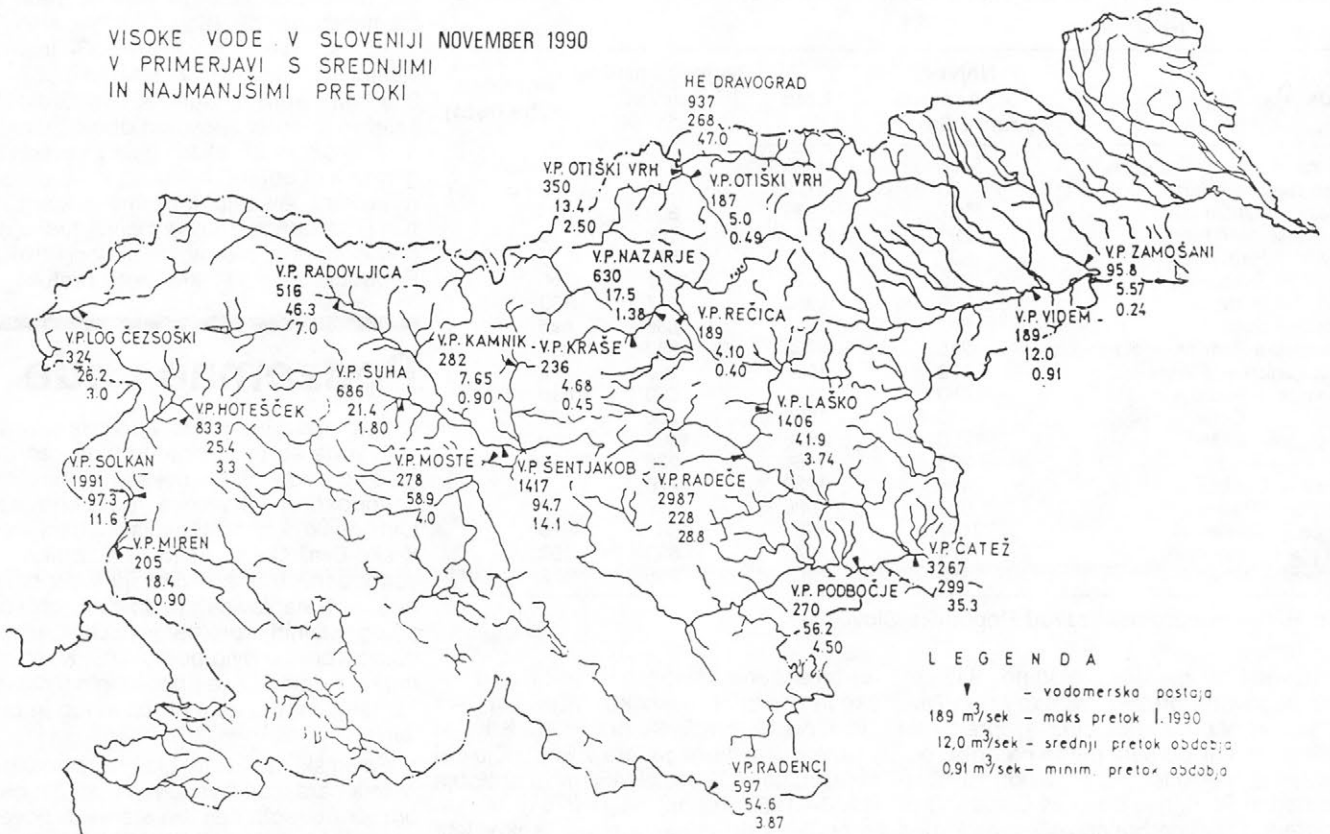 VISOKE VODE V SLOVENIJI NOVEMBER 1990
V PRIMERJAVI S SREDNJIMI
IN NAJMANJŠIMI PRETOKI
HE DRAVOGRAD
937
268
47.0
V.P. OTIŠKI VRH
350
13.4
2.50
V.P. OTIŠKI VRH
187
5.0
0.49
V.P. NAZARJE
630
17.5
1.38
V.P. ZAMOŠANI
95.8
5.57
0.24
V.P. RADOVLJICA
516
46.3
7.0
V.P. REČICA
189
4.10
0.40
V.P. VIDEM
189
12.0
0.91
V.P. LOG ČEZSOŠKI
324
26.2
3.0
V.P. KAMNIK
282
7.65
0.90
V.P. KRAŠE
236
4.68
0.45
V.P. SUHA
686
21.4
1.80
V.P. HOTEŠČEK
833
25.4
3.3
V.P. LAŠKO
1406
41.9
3.74
V.P. SOLKAN
1991
97.3
11.6
V.P. MOSTE
278
58.9
4.0
V.P. ŠENTJAKOB
1417
94.7
14.1
V.P. RADEČE
2987
228
28.8
V.P. MIREN
205
18.4
0.90
V.P. ČATEŽ
3267
299
35.3
V.P. PODBOČJE
270
56.2
4.50
LEGENDA
– vodomerska postaja
189 m³/sek – maks pretok 1.1990
12,0 m³/sek – srednji pretok obdobja
0,91 m³/sek – minim. pretok obdobja
V.P. RADENCI
597
54.6
3.87